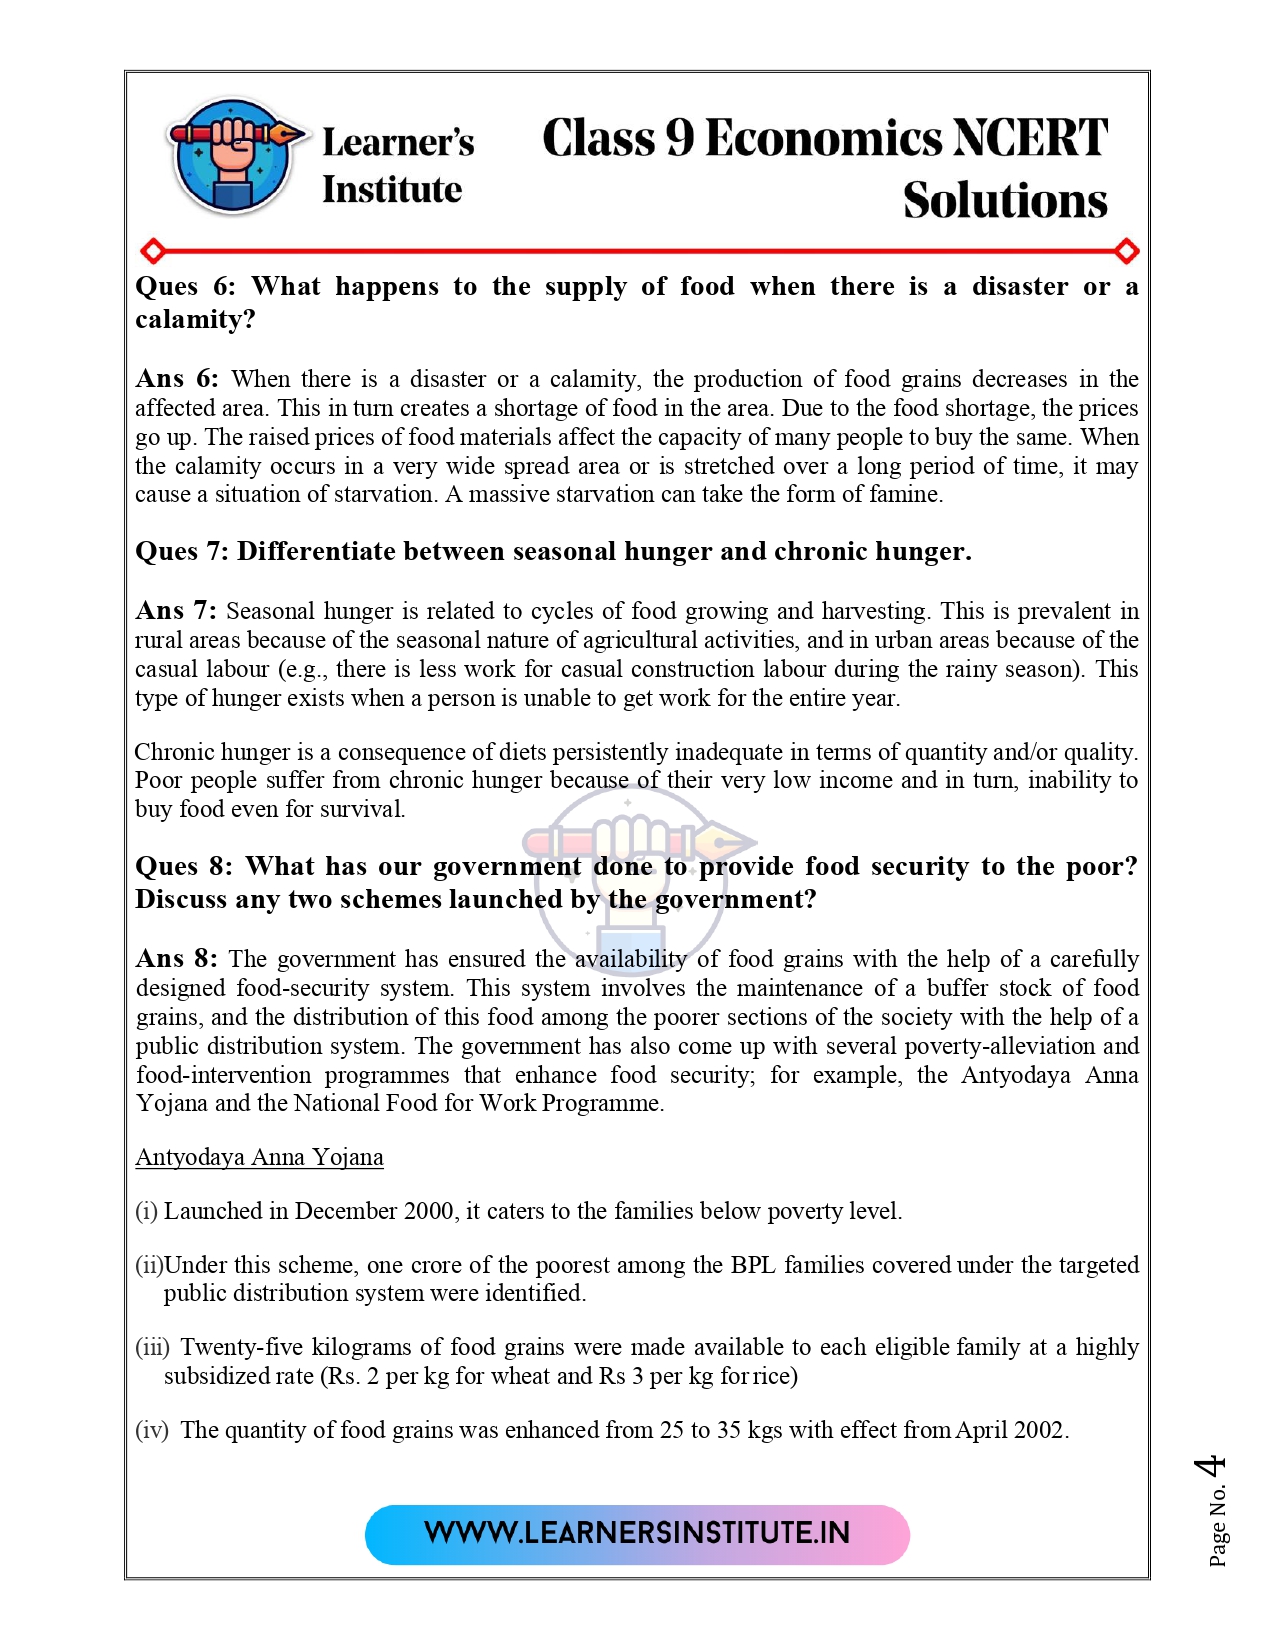 Learner's
Institute
Class 9 Economics NCERT
Solutions
Ques 6: What happens to the supply of food when there is a disaster or a
calamity?
Ans 6: When there is a disaster or a calamity, the production of food grains decreases in the
affected area. This in turn creates a shortage of food in the area. Due to the food shortage, the prices
go up. The raised prices of food materials affect the capacity of many people to buy the same. When
the calamity occurs in a very wide spread area or is stretched over a long period of time, it may
cause a situation of starvation. A massive starvation can take the form of famine.
Ques 7: Differentiate between seasonal hunger and chronic hunger.
Ans 7: Seasonal hunger is related to cycles of food growing and harvesting. This is prevalent in
rural areas because of the seasonal nature of agricultural activities, and in urban areas because of the
casual labour (e.g., there is less work for casual construction labour during the rainy season). This
type of hunger exists when a person is unable to get work for the entire year.
Chronic hunger is a consequence of diets persistently inadequate in terms of quantity and/or quality.
Poor people suffer from chronic hunger because of their very low income and in turn, inability to
buy food even for survival.
Ques 8: What has our government done to provide food security to the poor?
Discuss any two schemes launched by the government?
Ans 8: The government has ensured the availability of food grains with the help of a carefully
designed food-security system. This system involves the maintenance of a buffer stock of food
grains, and the distribution of this food among the poorer sections of the society with the help of a
public distribution system. The government has also come up with several poverty-alleviation and
food-intervention programmes that enhance food security; for example, the Antyodaya Anna
Yojana and the National Food for Work Programme.
Antyodaya Anna Yojana
(i) Launched in December 2000, it caters to the families below poverty level.
(ii)Under this scheme, one crore of the poorest among the BPL families covered under the targeted
public distribution system were identified.
(iii) Twenty-five kilograms of food grains were made available to each eligible family at a highly
subsidized rate (Rs. 2 per kg for wheat and Rs 3 per kg for rice)
(iv) The quantity of food grains was enhanced from 25 to 35 kgs with effect from April 2002.
WWW.LEARNERSINSTITUTE.IN
Page No. 4